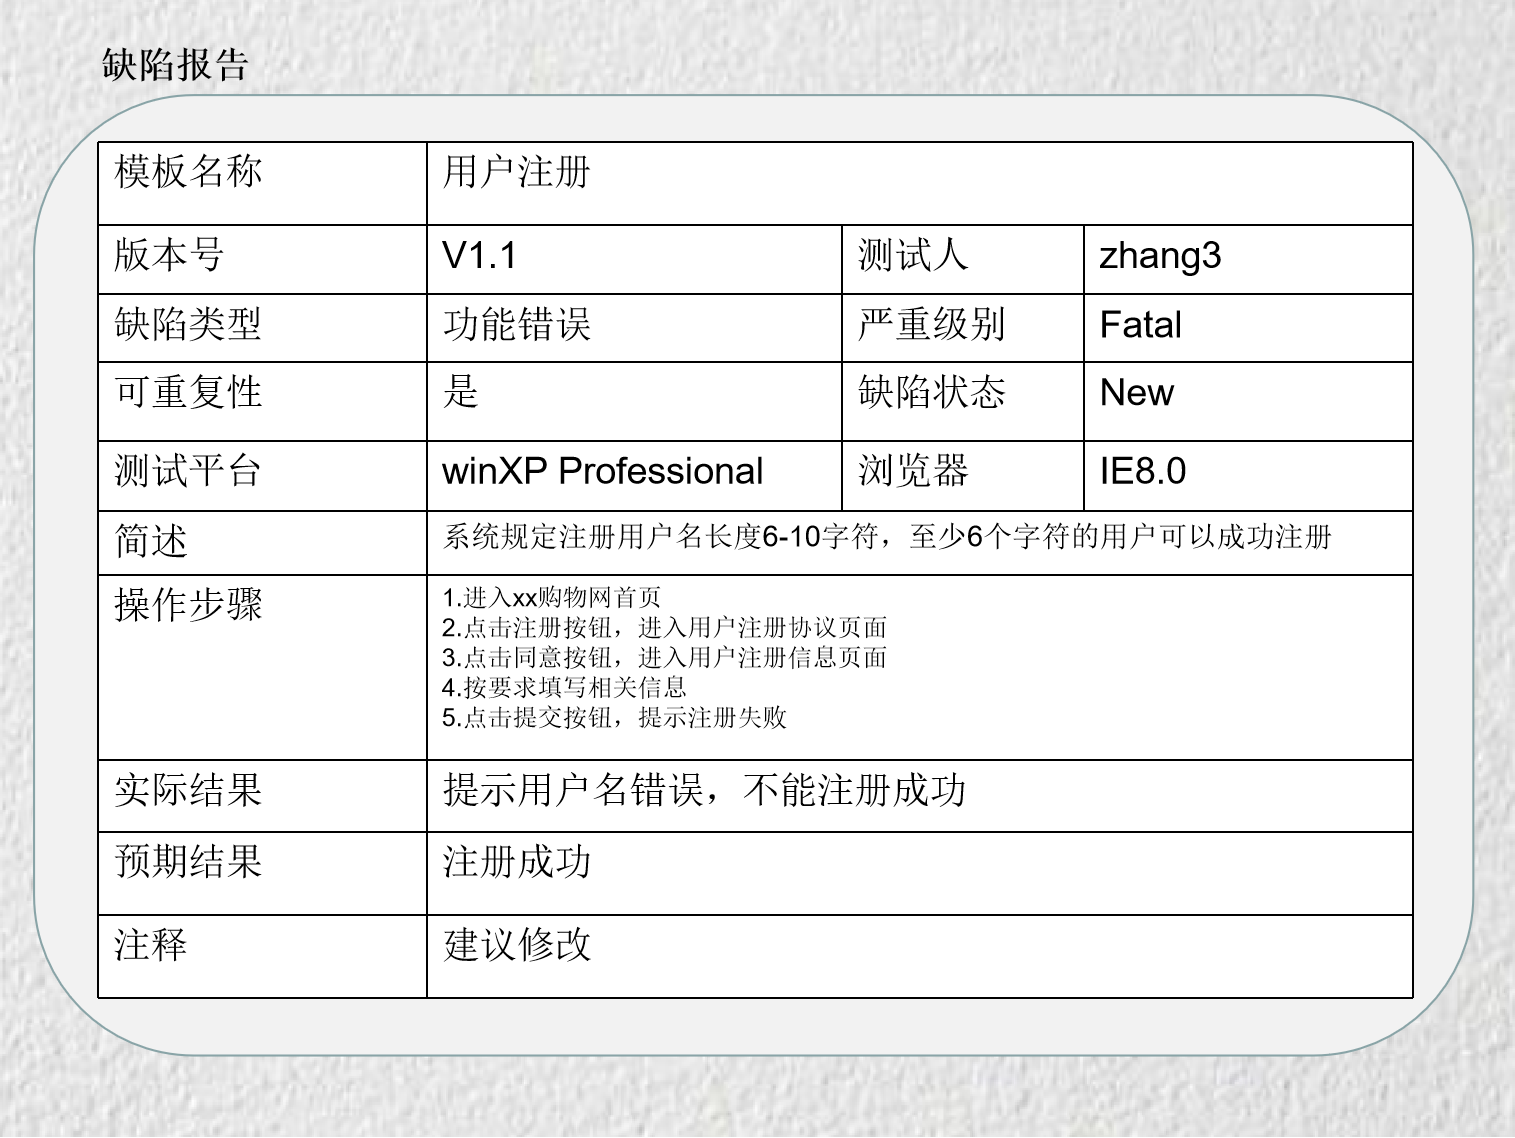 缺陷报告
模板名称 用户注册
版本号 V1.1 测试人 zhang3
缺陷类型 功能错误 严重级别 Fatal
可重复性 是 缺陷状态 New
测试平台 winXP Professional 浏览器 IE8.0
简述 系统规定注册用户名长度6-10字符，至少6个字符的用户可以成功注册
操作步骤 1.进入xx购物网首页
2.点击注册按钮，进入用户注册协议页面
3.点击同意按钮，进入用户注册信息页面
4.按要求填写相关信息
5.点击提交按钮，提示注册失败
实际结果 提示用户名错误，不能注册成功
预期结果 注册成功
注释 建议修改